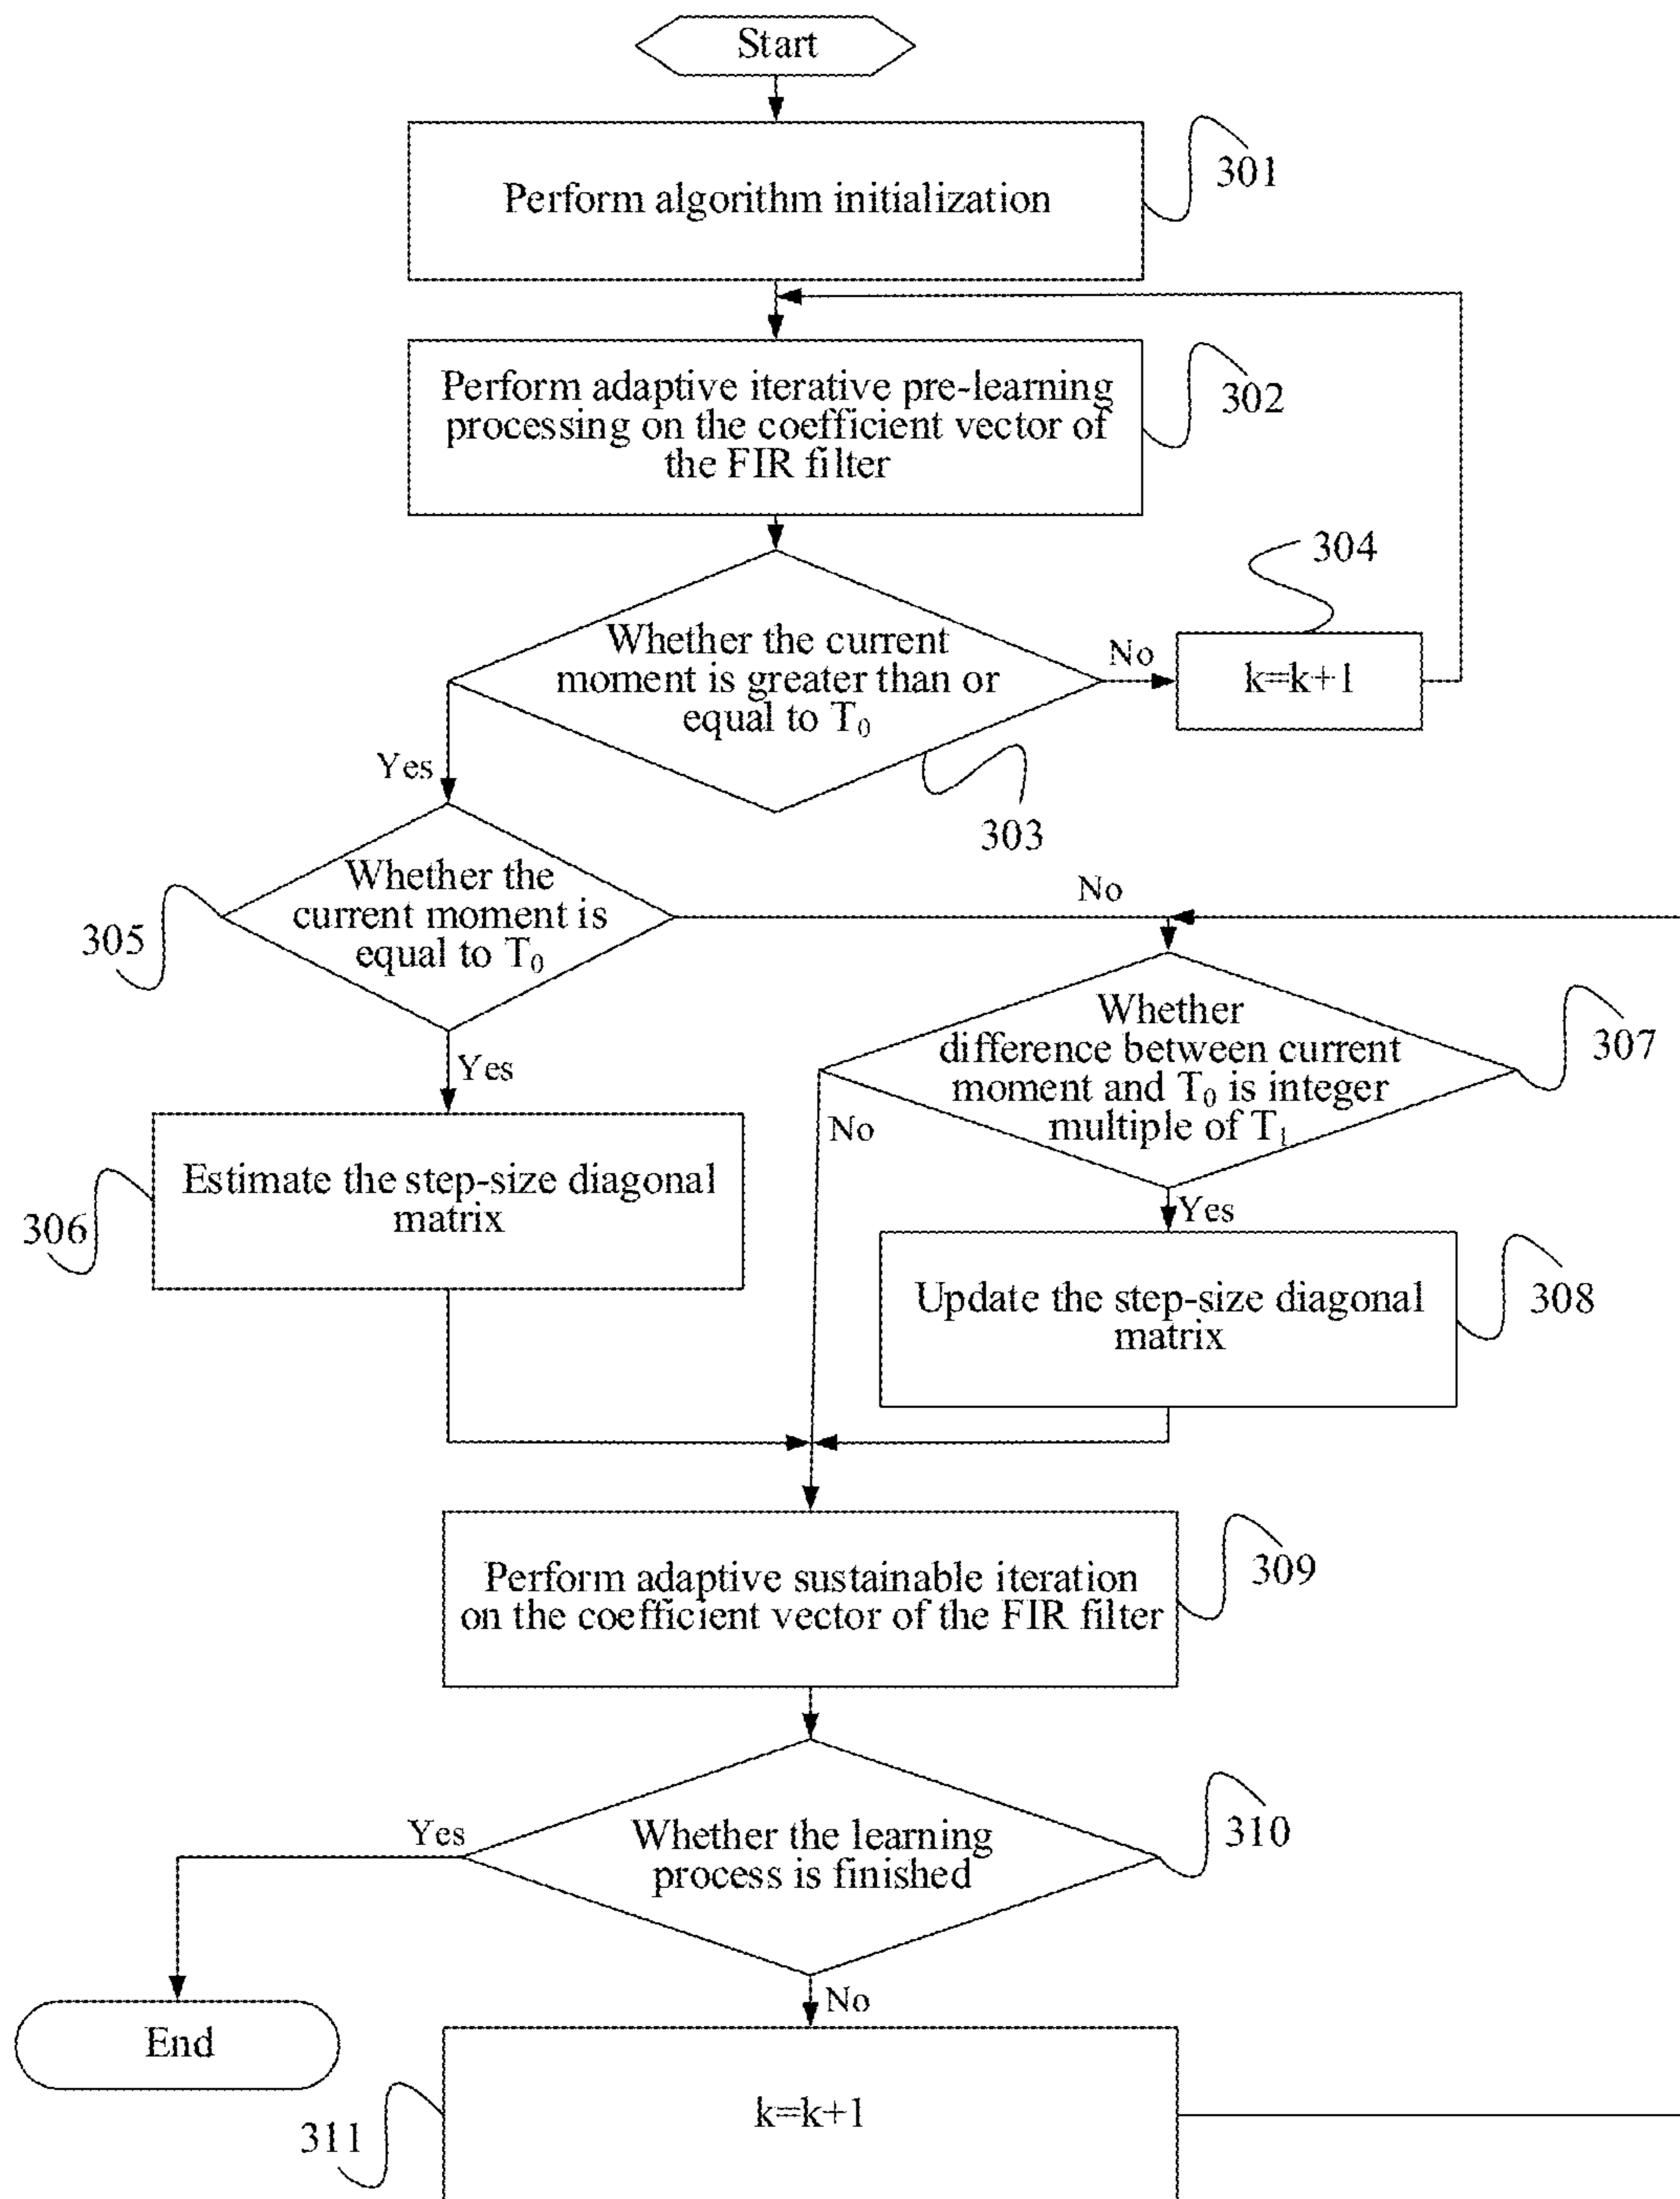 Start
Perform algorithm initialization
301
Perform adaptive iterative pre-learning
processing on the coefficient vector of
the FIR filter
302
304
Whether the current
moment is greater than or
equal to T₀
No
k=k+1
Yes
303
Whether the
current moment is
equal to T₀
305
No
Whether
difference between current
moment and T₀ is integer
multiple of T₁
307
Yes
No
Estimate the step-size diagonal
matrix
306
Yes
Update the step-size diagonal
matrix
308
Perform adaptive sustainable iteration
on the coefficient vector of the FIR filter
309
Whether the learning
process is finished
310
Yes
No
End
k=k+1
311